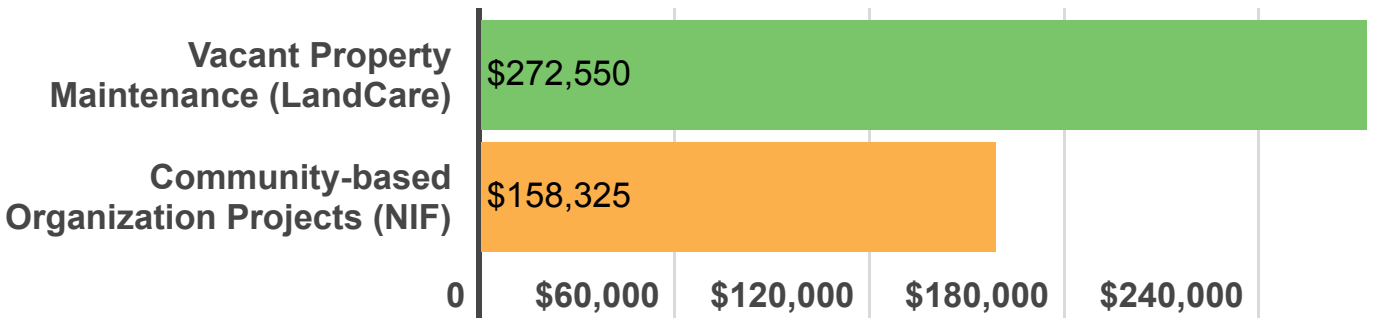 Vacant Property
Maintenance (LandCare)
$272,550
Community-based
Organization Projects (NIF)
$158,325
0 $60,000 $120,000 $180,000 $240,000